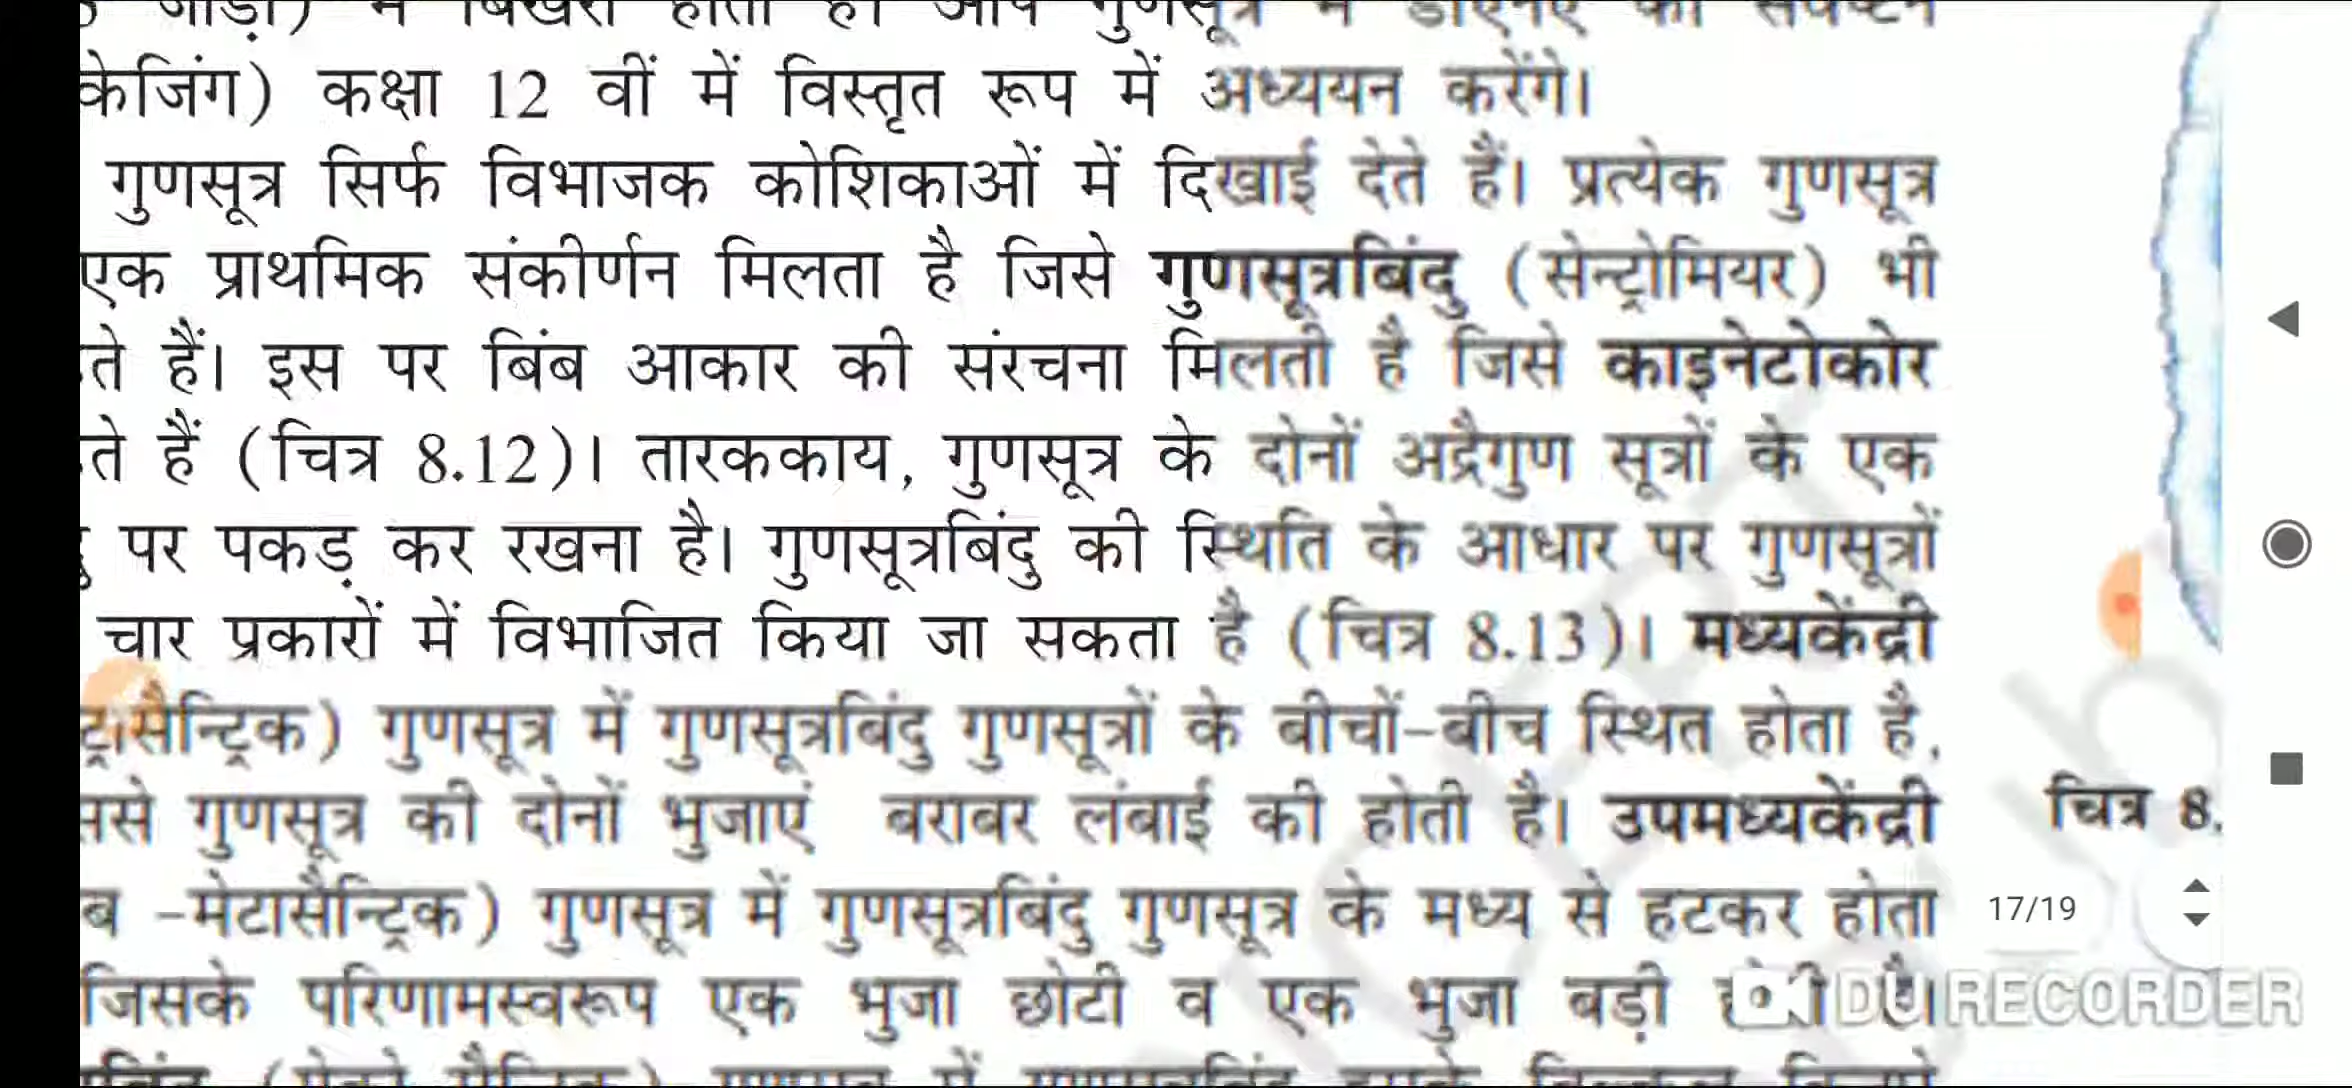 केजिंग) कक्षा 12 वीं में विस्तृत रूप में अध्ययन करेंगे।
गुणसूत्र सिर्फ विभाजक कोशिकाओं में दिखाई देते हैं। प्रत्येक गुणसूत्र
एक प्राथमिक संकीर्णन मिलता है जिसे गुणसूत्रबिंदु (सेन्ट्रोमियर) भी
ते हैं। इस पर बिंब आकार की संरचना मिलती है जिसे काइनेटोकोर
ते हैं (चित्र 8.12)। तारककाय, गुणसूत्र के दोनों अर्द्रैगुण सूत्रों के एक
पर पकड़ कर रखना है। गुणसूत्रबिंदु की स्थिति के आधार पर गुणसूत्रों
चार प्रकारों में विभाजित किया जा सकता है (चित्र 8.13)। मध्यकेंद्री
ट्रासैन्ट्रिक) गुणसूत्र में गुणसूत्रबिंदु गुणसूत्रों के बीचों-बीच स्थित होता है,
से गुणसूत्र की दोनों भुजाएं बराबर लंबाई की होती है। उपमध्यकेंद्री
चित्र 8.
ब -मेटासैन्ट्रिक) गुणसूत्र में गुणसूत्रबिंदु गुणसूत्र के मध्य से हटकर होता
17/19
जिसके परिणामस्वरूप एक भुजा छोटी व एक भुजा बड़ी होती है।
DU RECORDER